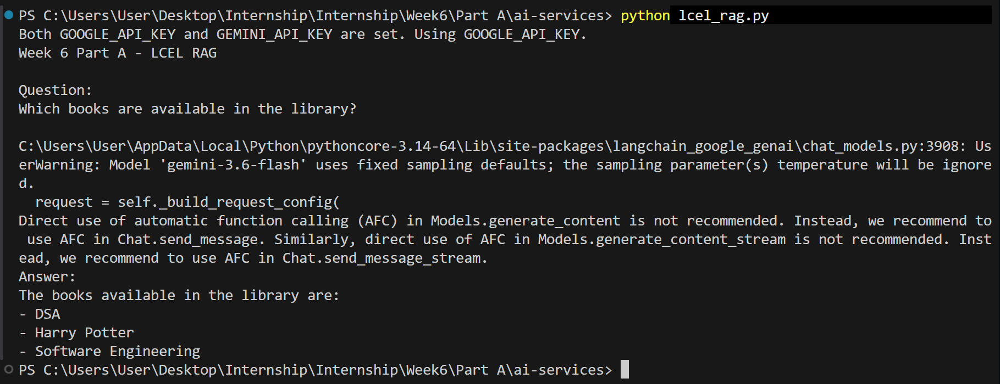 PS C:\Users\User\Desktop\Internship\Internship\Week6\Part A\ai-services> python lcel_rag.py
Both GOOGLE_API_KEY and GEMINI_API_KEY are set. Using GOOGLE_API_KEY.
Week 6 Part A - LCEL RAG
Question:
Which books are available in the library?
C:\Users\User\AppData\Local\Python\pythoncore-3.14-64\Lib\site-packages\langchain_google_genai\chat_models.py:3908: Us
erWarning: Model 'gemini-3.6-flash' uses fixed sampling defaults; the sampling parameter(s) temperature will be ignore
d.
  request = self._build_request_config(
Direct use of automatic function calling (AFC) in Models.generate_content is not recommended. Instead, we recommend to
 use AFC in Chat.send_message. Similarly, direct use of AFC in Models.generate_content_stream is not recommended. Inst
ead, we recommend to use AFC in Chat.send_message_stream.
Answer:
The books available in the library are:
- DSA
- Harry Potter
- Software Engineering
PS C:\Users\User\Desktop\Internship\Internship\Week6\Part A\ai-services>